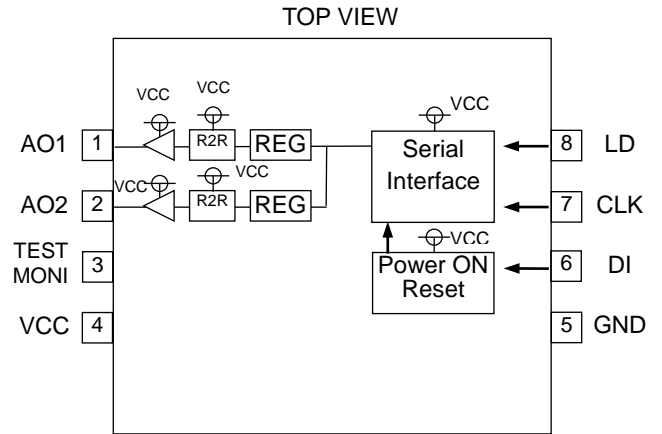 TOP VIEW
VCC
VCC
VCC
AO1 1 R2R REG Serial Interface 8 LD
VCC
VCC
AO2 2 R2R REG 7 CLK
VCC
TEST MONI 3 Power ON Reset 6 DI
VCC 4 5 GND